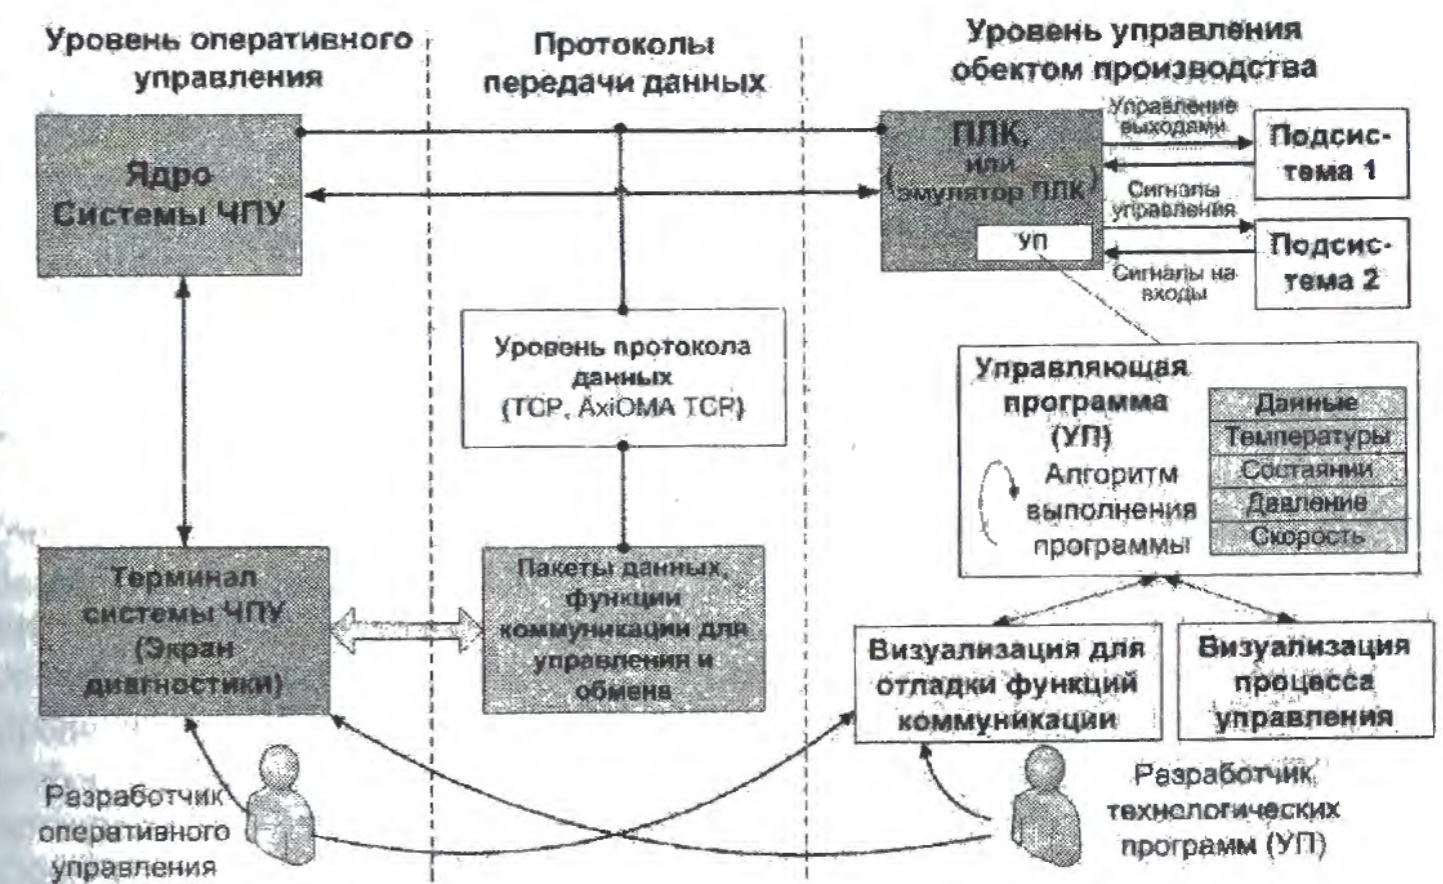 Уровень оперативного
управления
Протоколы
передачи данных
Уровень управления
обектом производства
Ядро
Системы ЧПУ
ПЛК,
или
(эмулятор ПЛК)
УП
Управление
выходами
Сигналы
управления
Сигналы на
входы
Подсис-
тема 1
Подсис-
тема 2
Уровень протокола
данных
(TCP, AxiOMA TCP)
Управляющая
программа
(УП)
Алгоритм
выполнения
программы
Данные
Температуры
Состаянии
Давление
Скорость
Терминал
системы ЧПУ
(Экран
диагностики)
Пакеты данных,
функции
коммуникации для
управления и
обмена
Визуализация для
отладки функций
коммуникации
Визуализация
процесса
управления
Разработчик
оперативного
управления
Разработчик
технологических
программ (УП)